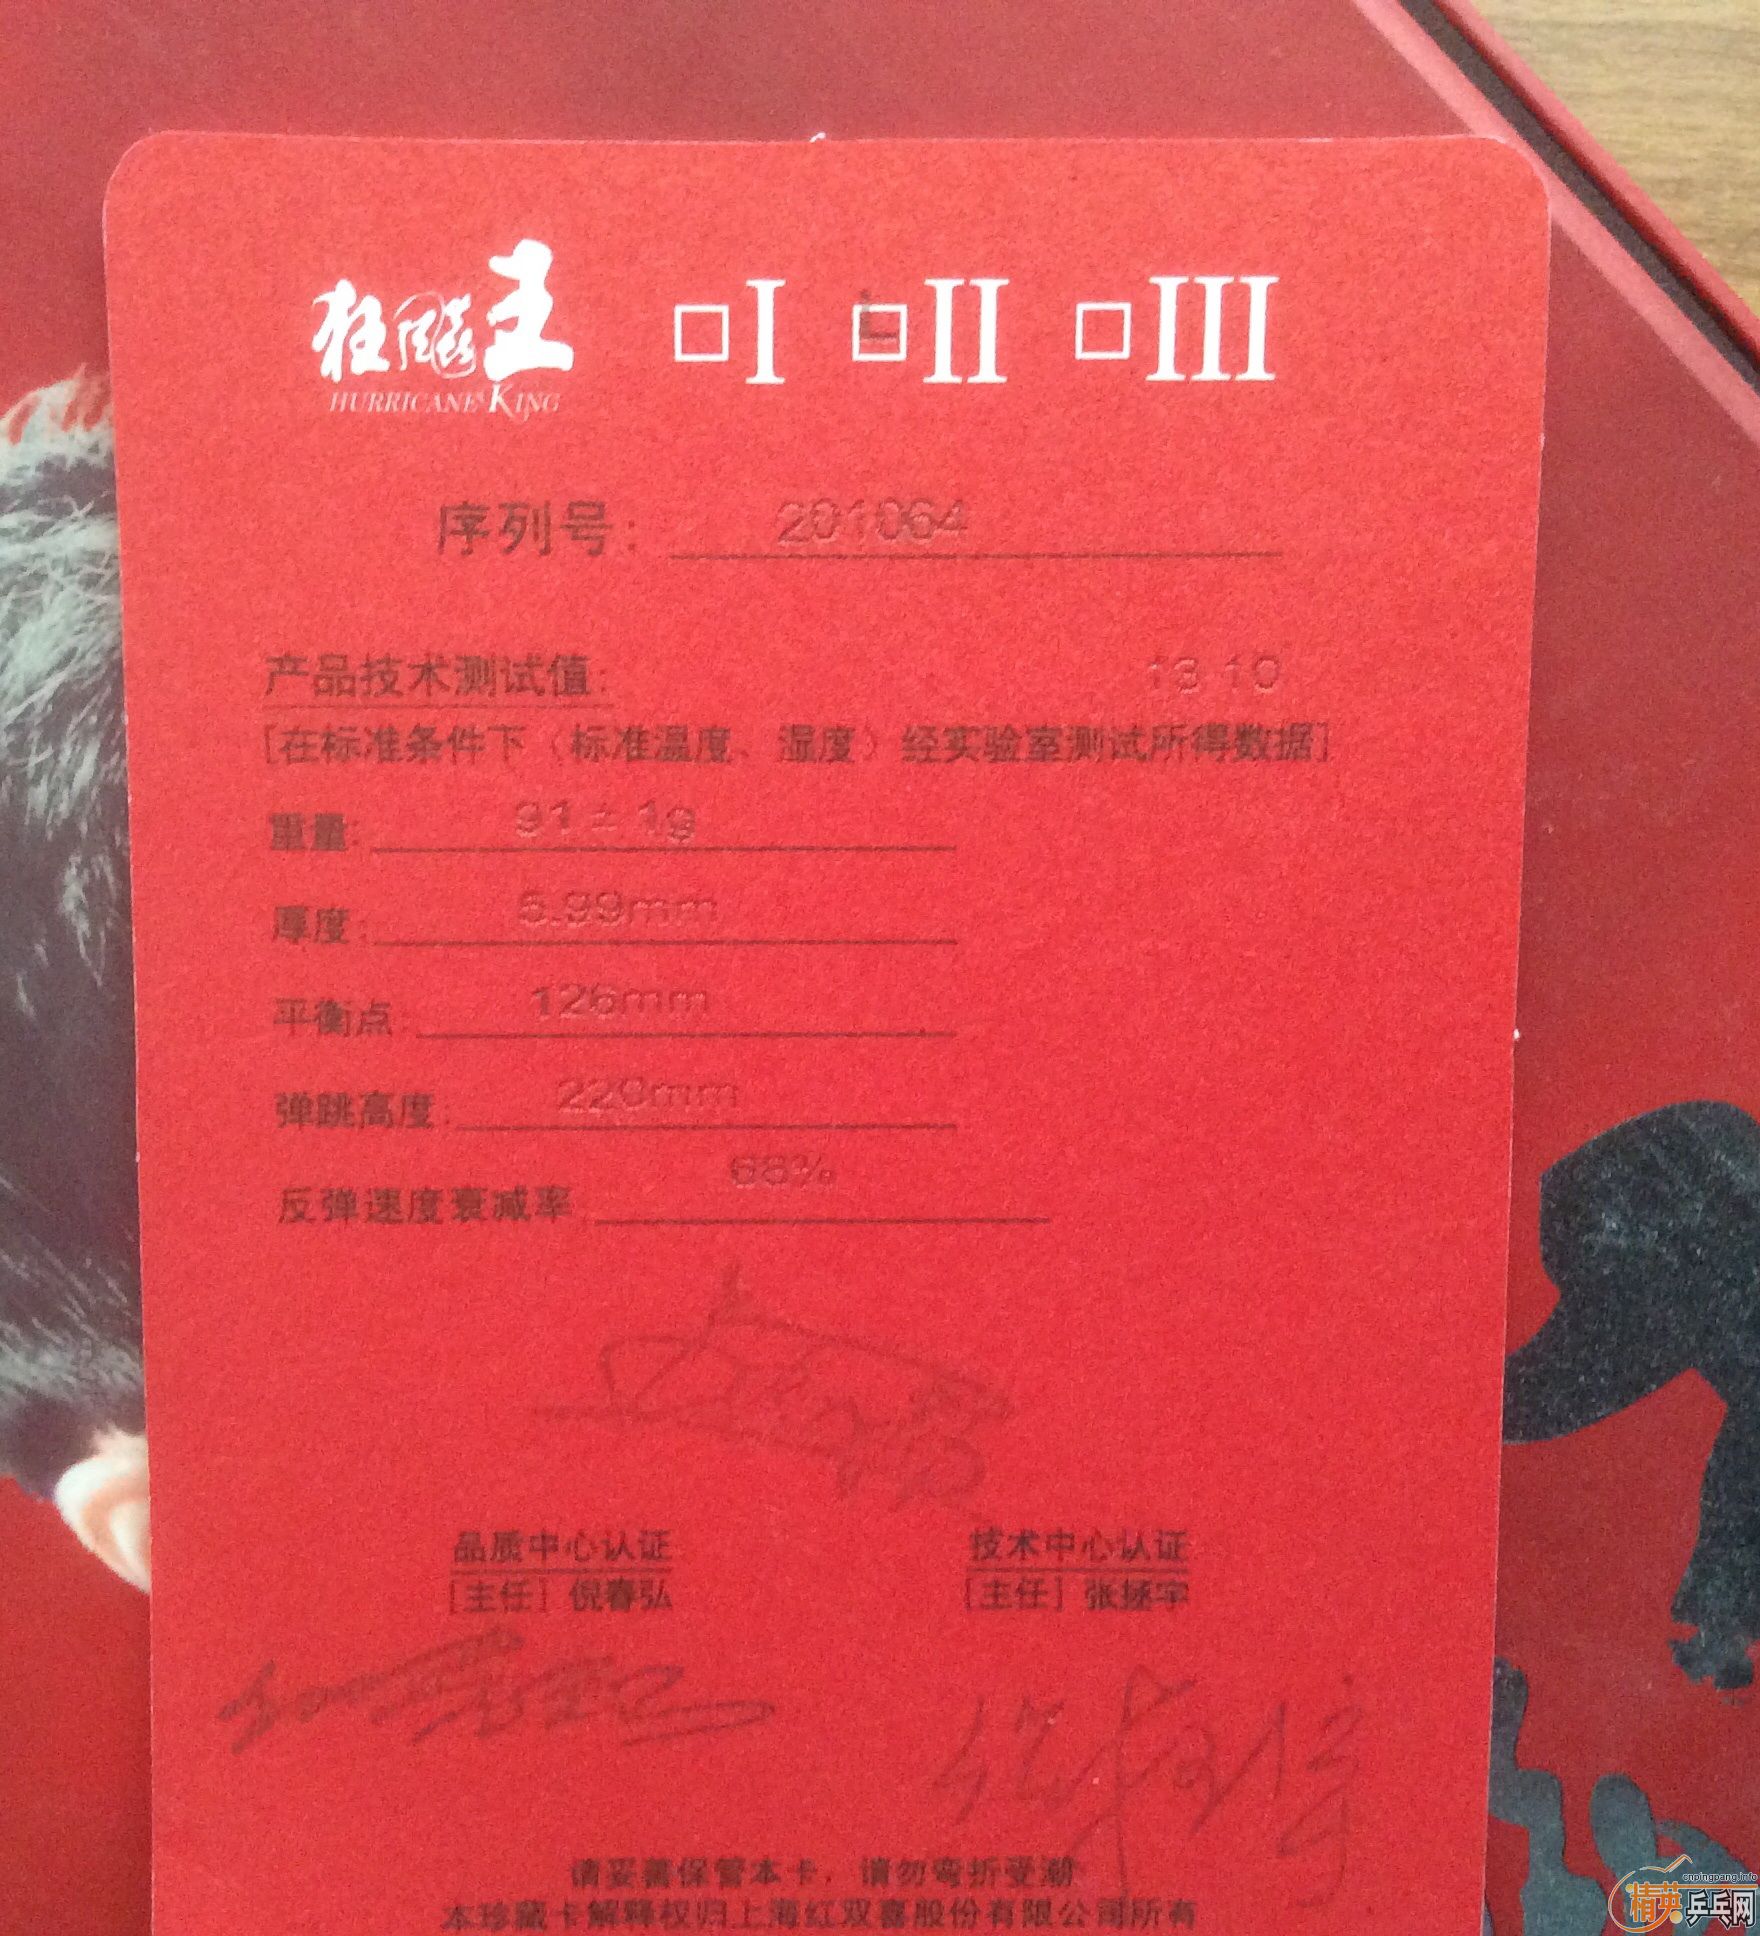 狂飚王 □I □II □III
HURRICANE KING
序列号: 201064
产品技术测试值: 13 10
[在标准条件下（标准温度、湿度）经实验室测试所得数据]
重量: 91±1g
厚度: 5.99mm
平衡点: 126mm
弹跳高度: 220mm
反弹速度衰减率 68%
品质中心认证 技术中心认证
[主任] 倪春弘 [主任] 张拯宇
请妥善保管本卡，请勿弯折受潮
本珍藏卡解释权归上海红双喜股份有限公司所有
cnpingpang.info
精英乒乓网